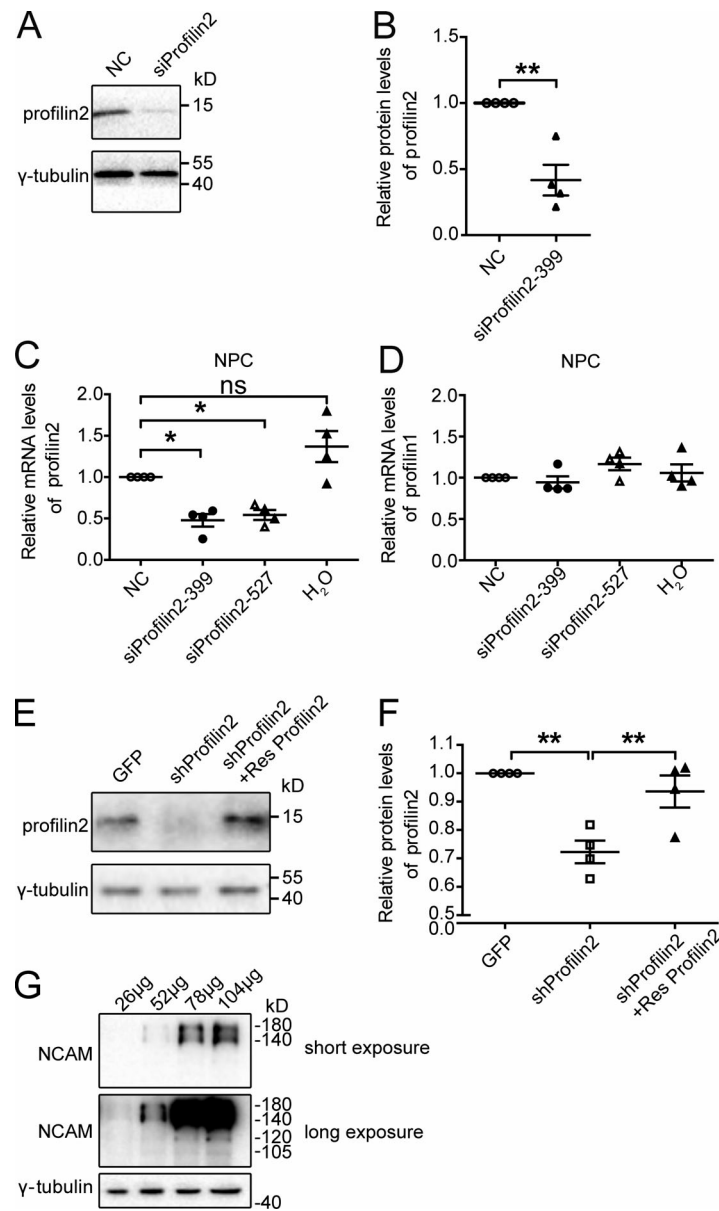 A
NC
siProfilin2
kD
profilin2
15
γ-tubulin
55
40
B
Relative protein levels
of profilin2
1.5
1.0
0.5
0.0
**
NC
siProfilin2-399
C
NPC
Relative mRNA levels
of profilin2
2.0
1.5
1.0
0.5
0.0
ns
*
*
NC
siProfilin2-399
siProfilin2-527
H₂O
D
NPC
Relative mRNA levels
of profilin1
2.0
1.5
1.0
0.5
0.0
NC
siProfilin2-399
siProfilin2-527
H₂O
E
GFP
shProfilin2
shProfilin2
+Res Profilin2
kD
profilin2
15
γ-tubulin
55
40
F
Relative protein levels
of profilin2
1.1
1.0
0.9
0.8
0.7
0.6
0.5
0.0
**
**
GFP
shProfilin2
shProfilin2
+Res Profilin2
G
26μg
52μg
78μg
104μg
kD
NCAM
-180
-140
short exposure
NCAM
-180
-140
-120
-105
long exposure
γ-tubulin
-40